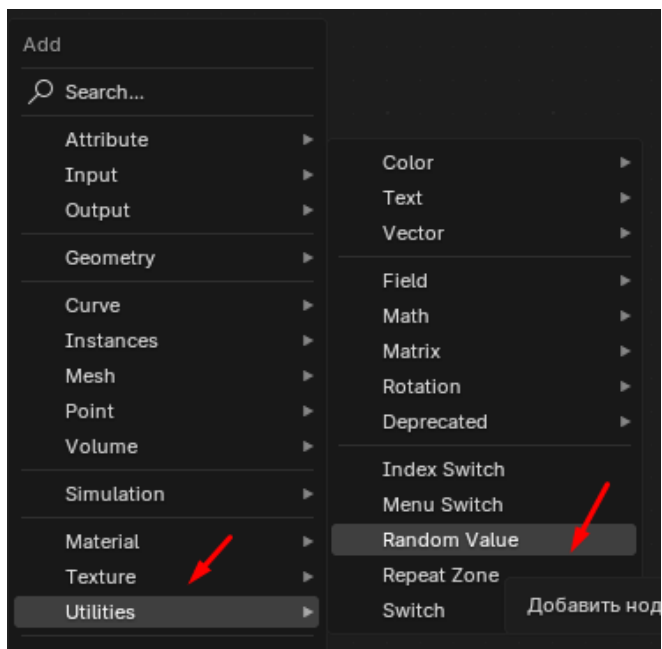 Add
Search...
Attribute
Input
Output
Geometry
Curve
Instances
Mesh
Point
Volume
Simulation
Material
Texture
Utilities
Color
Text
Vector
Field
Math
Matrix
Rotation
Deprecated
Index Switch
Menu Switch
Random Value
Repeat Zone
Switch
Добавить нод